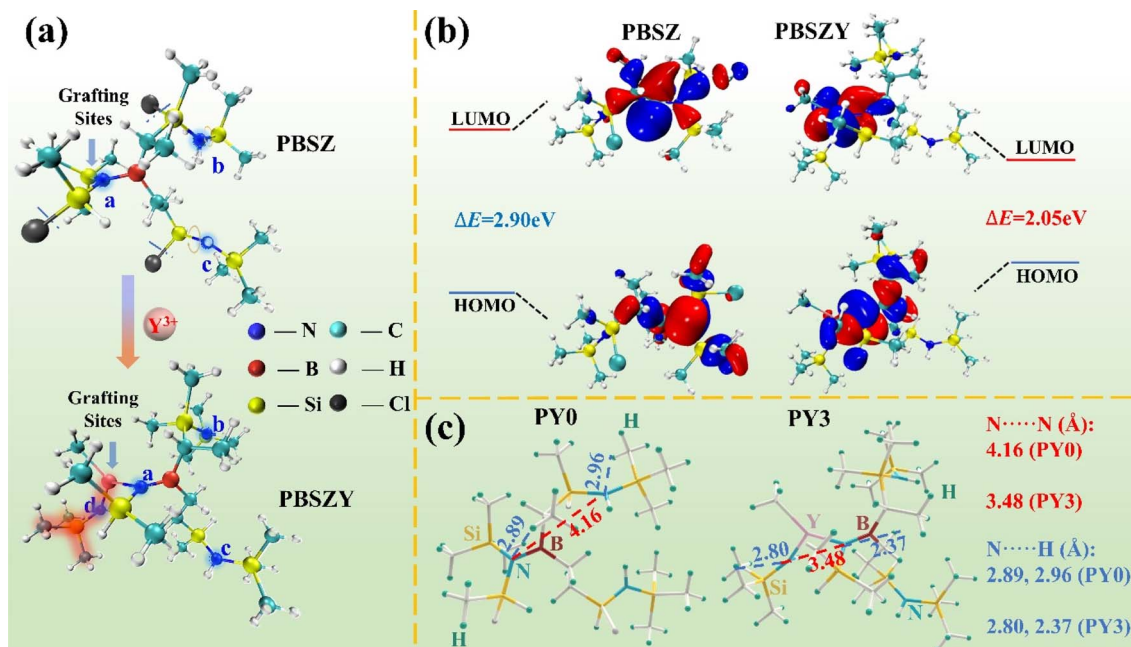 (a)
Grafting
Sites
PBSZ
a
b
c
Y³⁺
— N
— C
— B
— H
— Si
— Cl
Grafting
Sites
a
b
c
d
PBSZY
(b)
PBSZ
PBSZY
LUMO
LUMO
ΔE=2.90eV
ΔE=2.05eV
HOMO
HOMO
(c)
PY0
PY3
H
2.96
Si
2.89
4.16
B
N
H
H
Y
B
2.80
3.48
2.37
Si
N
N·····N (Å):
4.16 (PY0)
3.48 (PY3)
N·····H (Å):
2.89, 2.96 (PY0)
2.80, 2.37 (PY3)